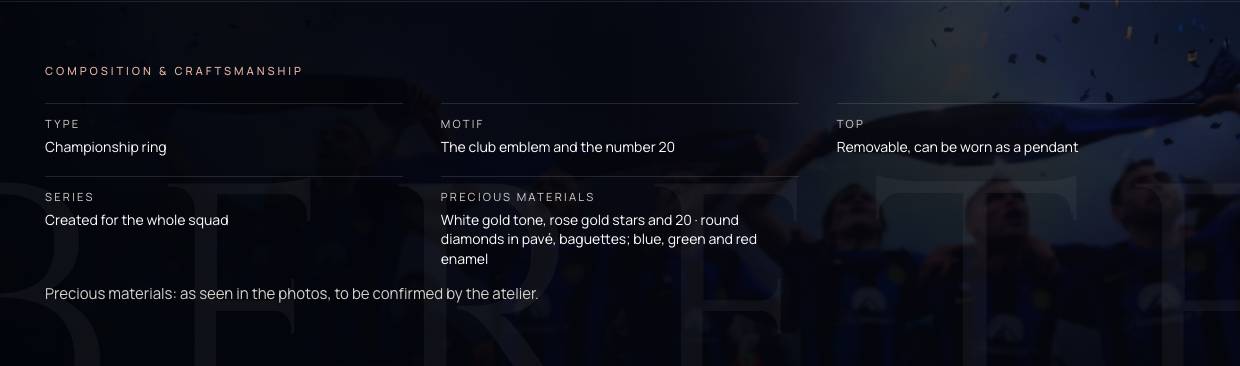 COMPOSITION & CRAFTSMANSHIP
TYPE
Championship ring
MOTIF
The club emblem and the number 20
TOP
Removable, can be worn as a pendant
SERIES
Created for the whole squad
PRECIOUS MATERIALS
White gold tone, rose gold stars and 20 · round
diamonds in pavé, baguettes; blue, green and red
enamel
Precious materials: as seen in the photos, to be confirmed by the atelier.